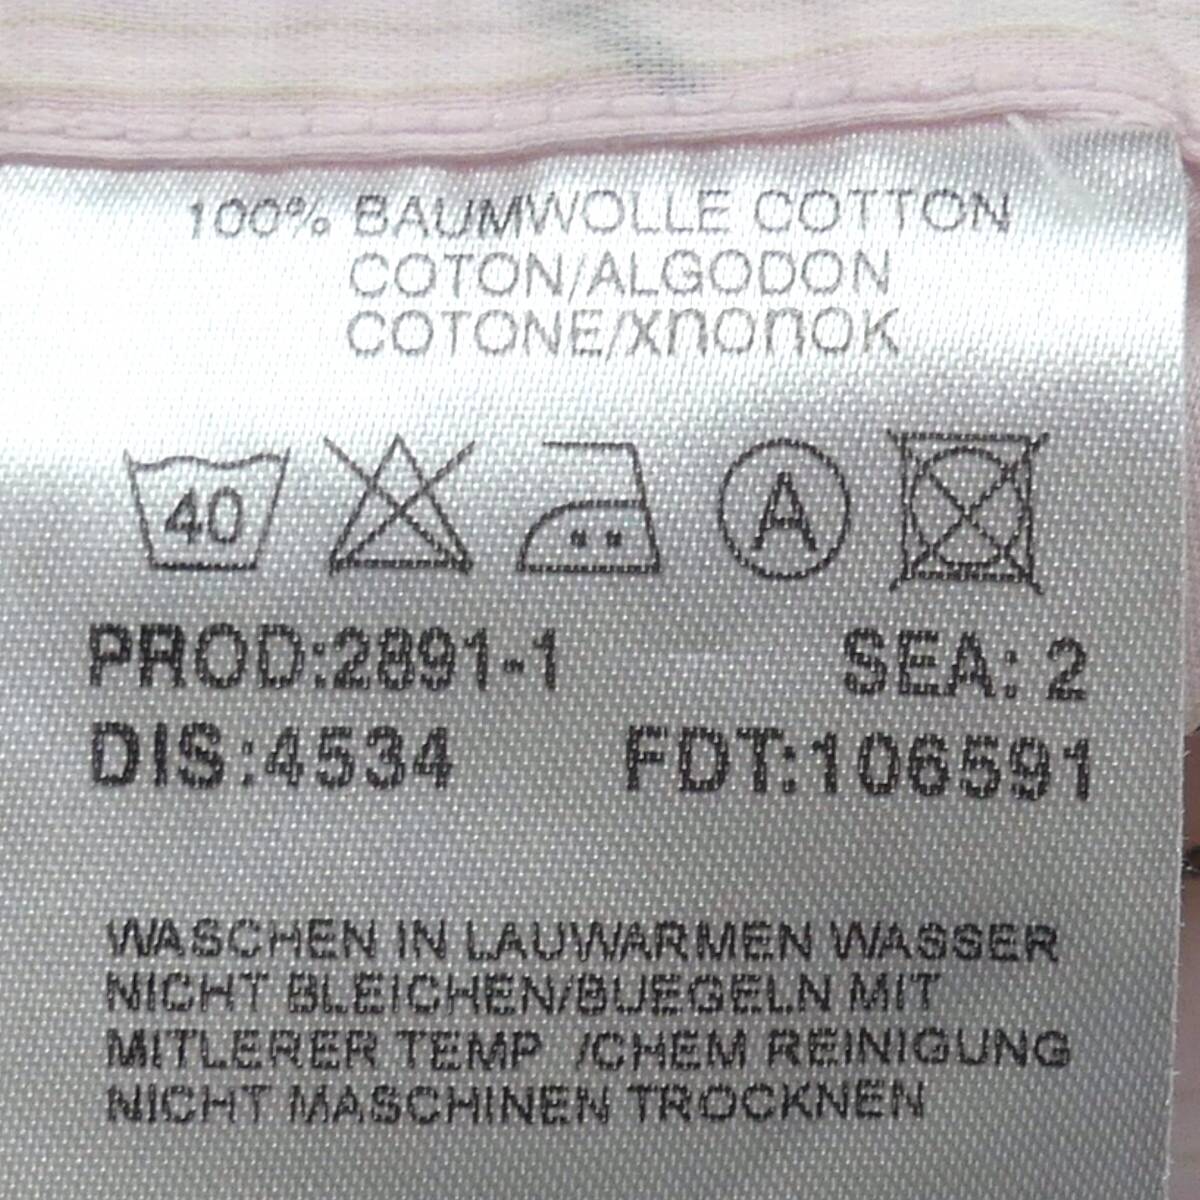 100% BAUMWOLLE COTTON
COTON/ALGODON
COTONE/ХПОПОК
40 A
PROD:2891-1 SEA: 2
DIS:4534 FDT:106591
WASCHEN IN LAUWARMEN WASSER
NICHT BLEICHEN/BUEGELN MIT
MITLERER TEMP /CHEM REINIGUNG
NICHT MASCHINEN TROCKNEN